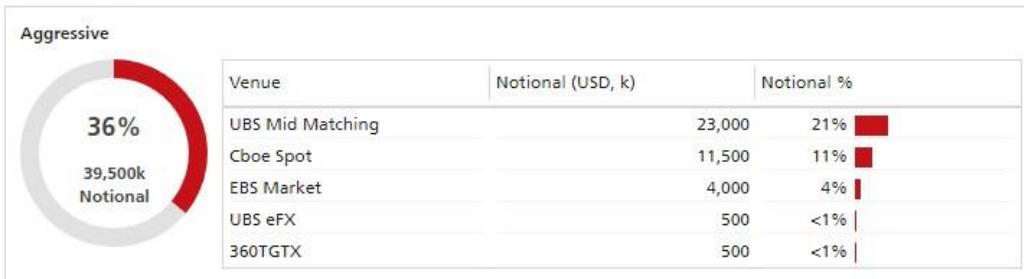 Aggressive
36%
39,500k
Notional
Venue Notional (USD, k) Notional %
UBS Mid Matching 23,000 21%
Cboe Spot 11,500 11%
EBS Market 4,000 4%
UBS eFX 500 <1%
360TGTX 500 <1%